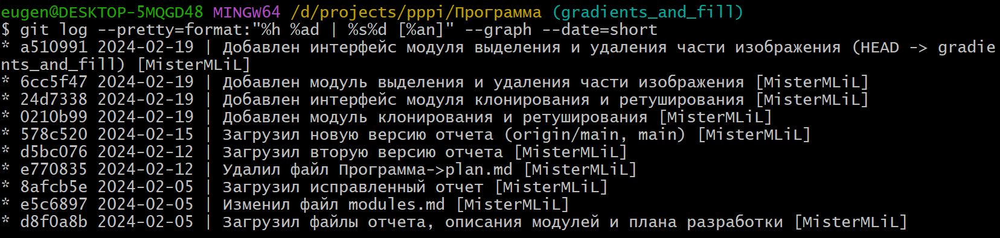 eugen@DESKTOP-5MQGD48 MINGW64 /d/projects/pppi/Программа (gradients_and_fill)
$ git log --pretty=format:"%h %ad | %s%d [%an]" --graph --date=short
* a510991 2024-02-19 | Добавлен интерфейс модуля выделения и удаления части изображения (HEAD -> gradie
nts_and_fill) [MisterMLiL]
* 6cc5f47 2024-02-19 | Добавлен модуль выделения и удаления части изображения [MisterMLiL]
* 24d7338 2024-02-19 | Добавлен интерфейс модуля клонирования и ретуширования [MisterMLiL]
* 0210b99 2024-02-19 | Добавлен модуль клонирования и ретуширования [MisterMLiL]
* 578c520 2024-02-15 | Загрузил новую версию отчета (origin/main, main) [MisterMLiL]
* d5bc076 2024-02-12 | Загрузил вторую версию отчета [MisterMLiL]
* e770835 2024-02-12 | Удалил файл Программа->plan.md [MisterMLiL]
* 8afcb5e 2024-02-05 | Загрузил исправленный отчет [MisterMLiL]
* e5c6897 2024-02-05 | Изменил файл modules.md [MisterMLiL]
* d8f0a8b 2024-02-05 | Загрузил файлы отчета, описания модулей и плана разработки [MisterMLiL]